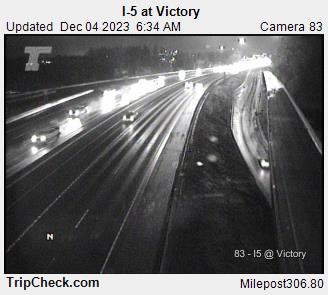 I-5 at Victory
Updated Dec 04 2023 6:34 AM Camera 83
T
N
83 - I5 @ Victory
TripCheck.com Milepost306.80